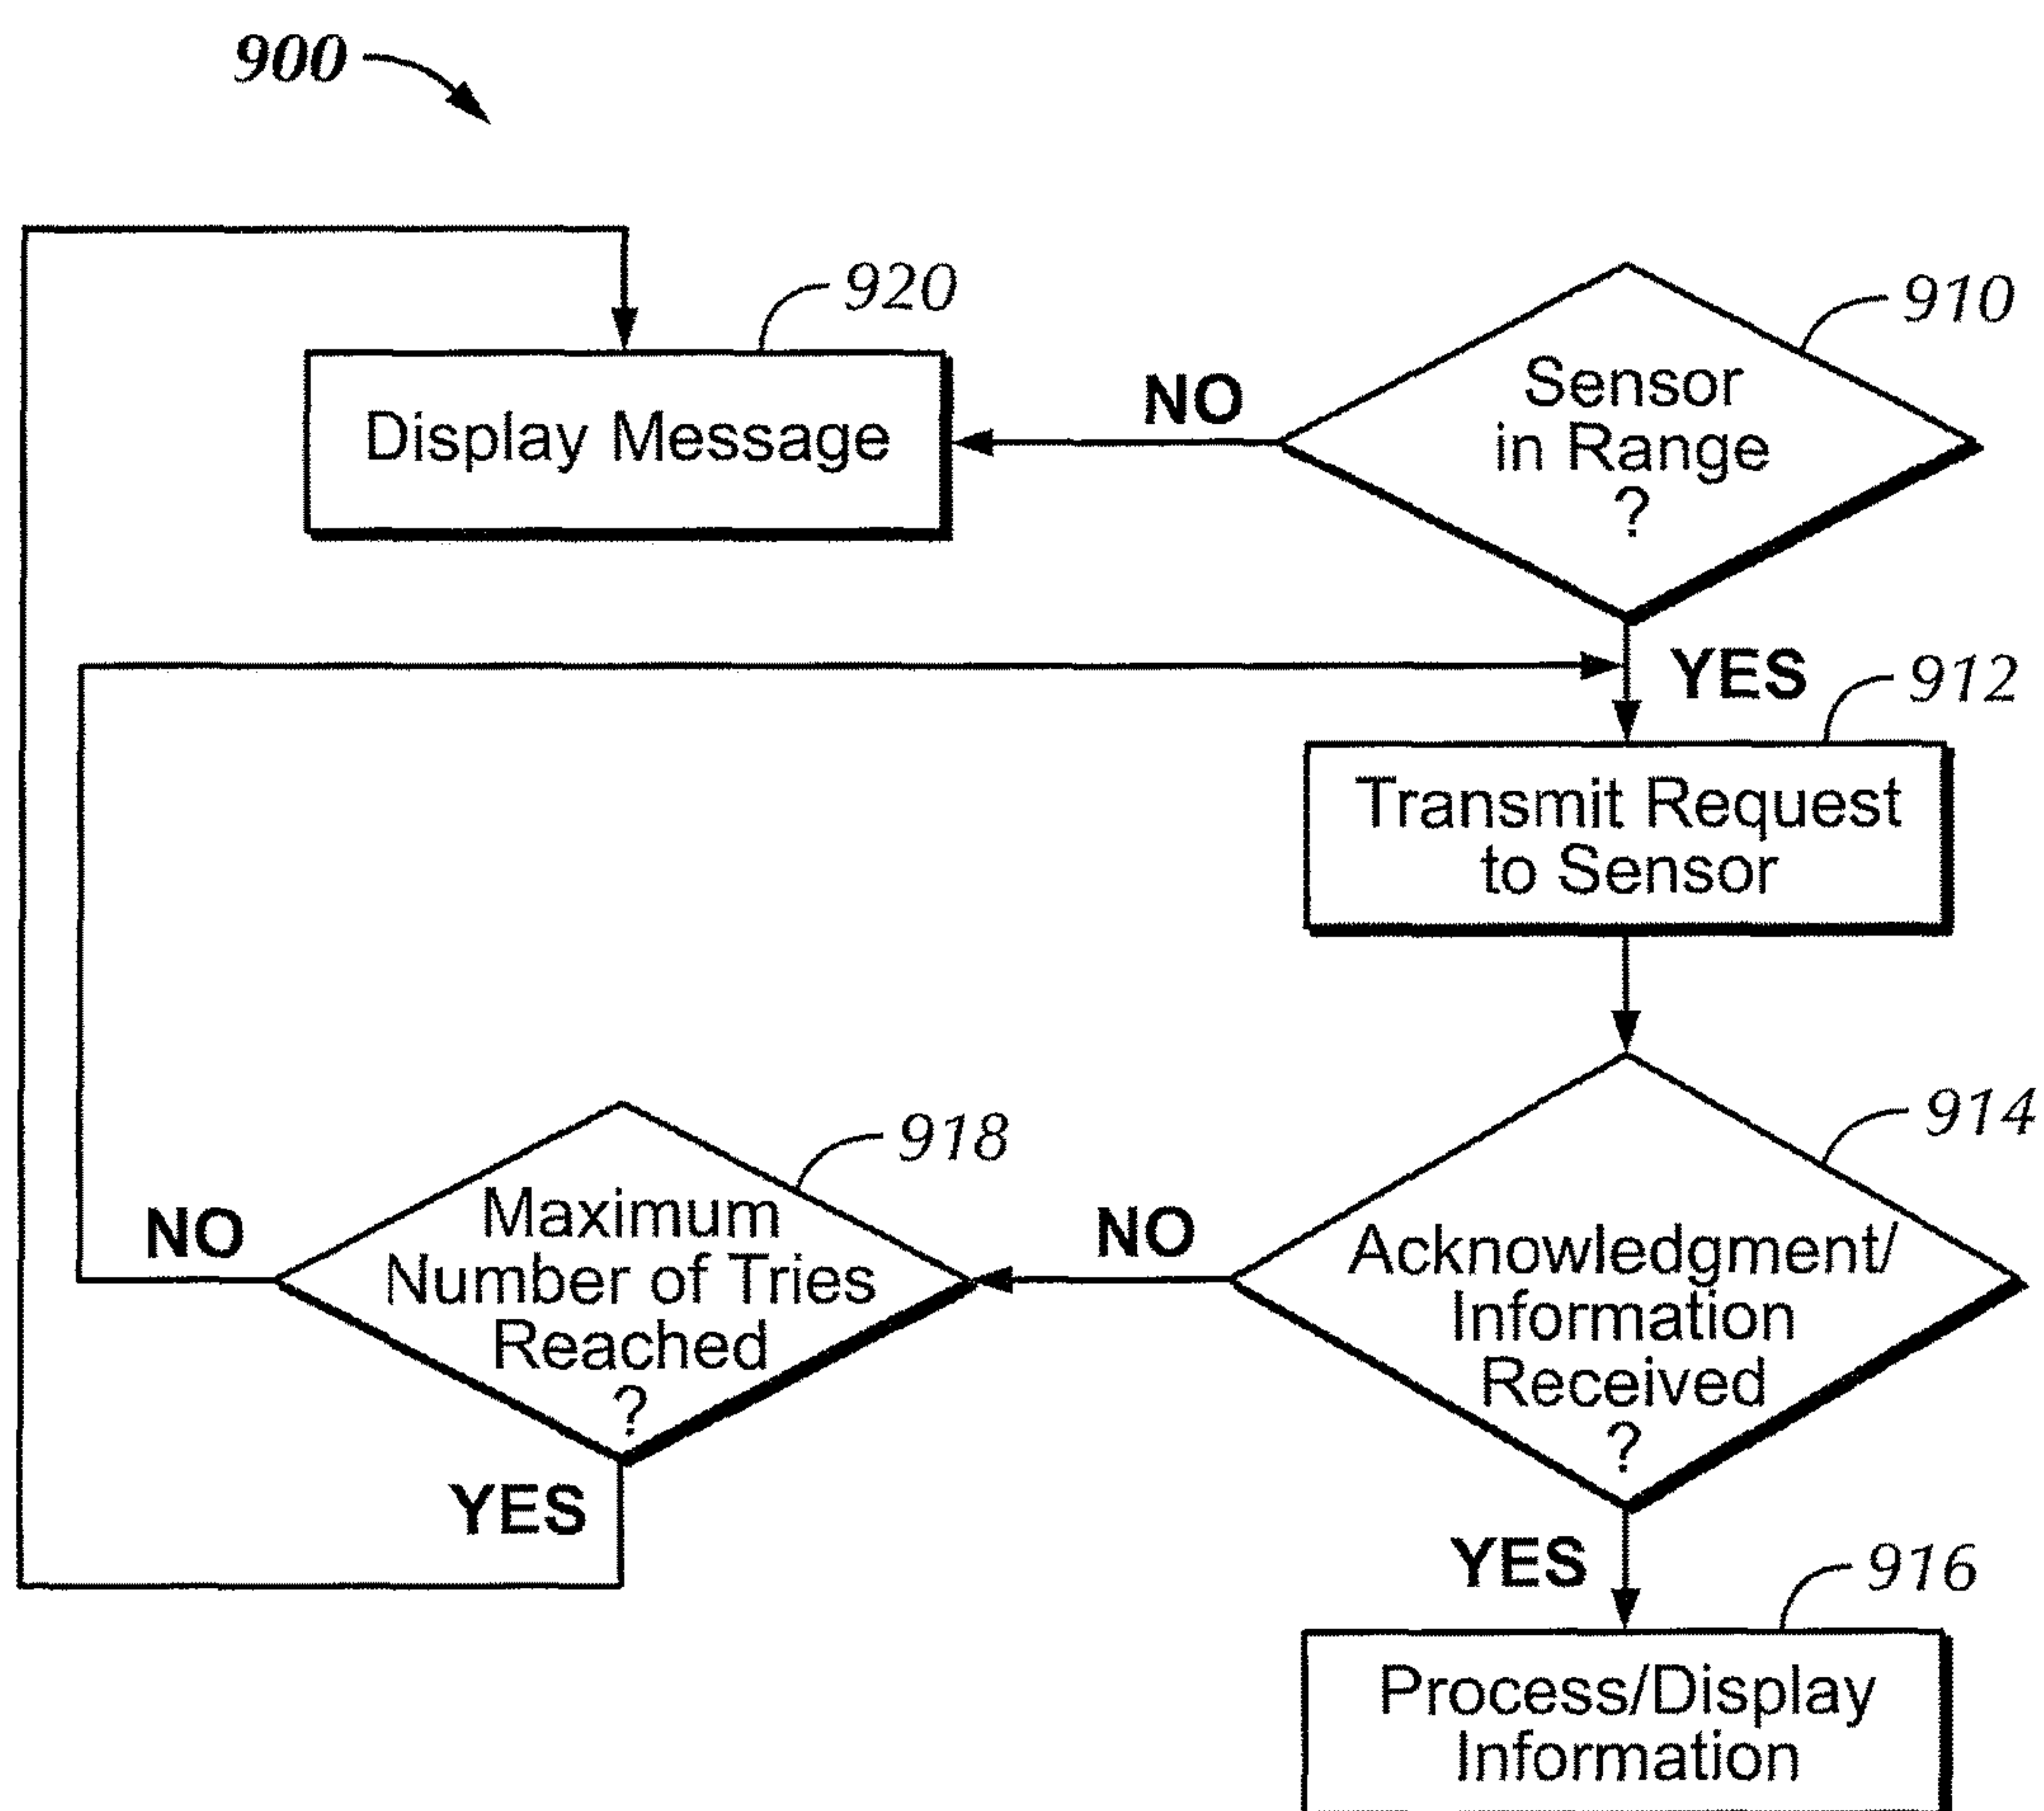 900
920
Display Message
NO
910
Sensor
in Range
?
YES
912
Transmit Request
to Sensor
914
Acknowledgment/
Information
Received
?
NO
918
Maximum
Number of Tries
Reached
?
NO
YES
YES
916
Process/Display
Information